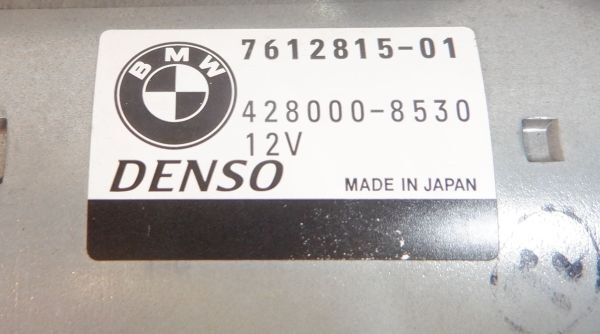 BMW
7612815-01
428000-8530
12V
DENSO
MADE IN JAPAN